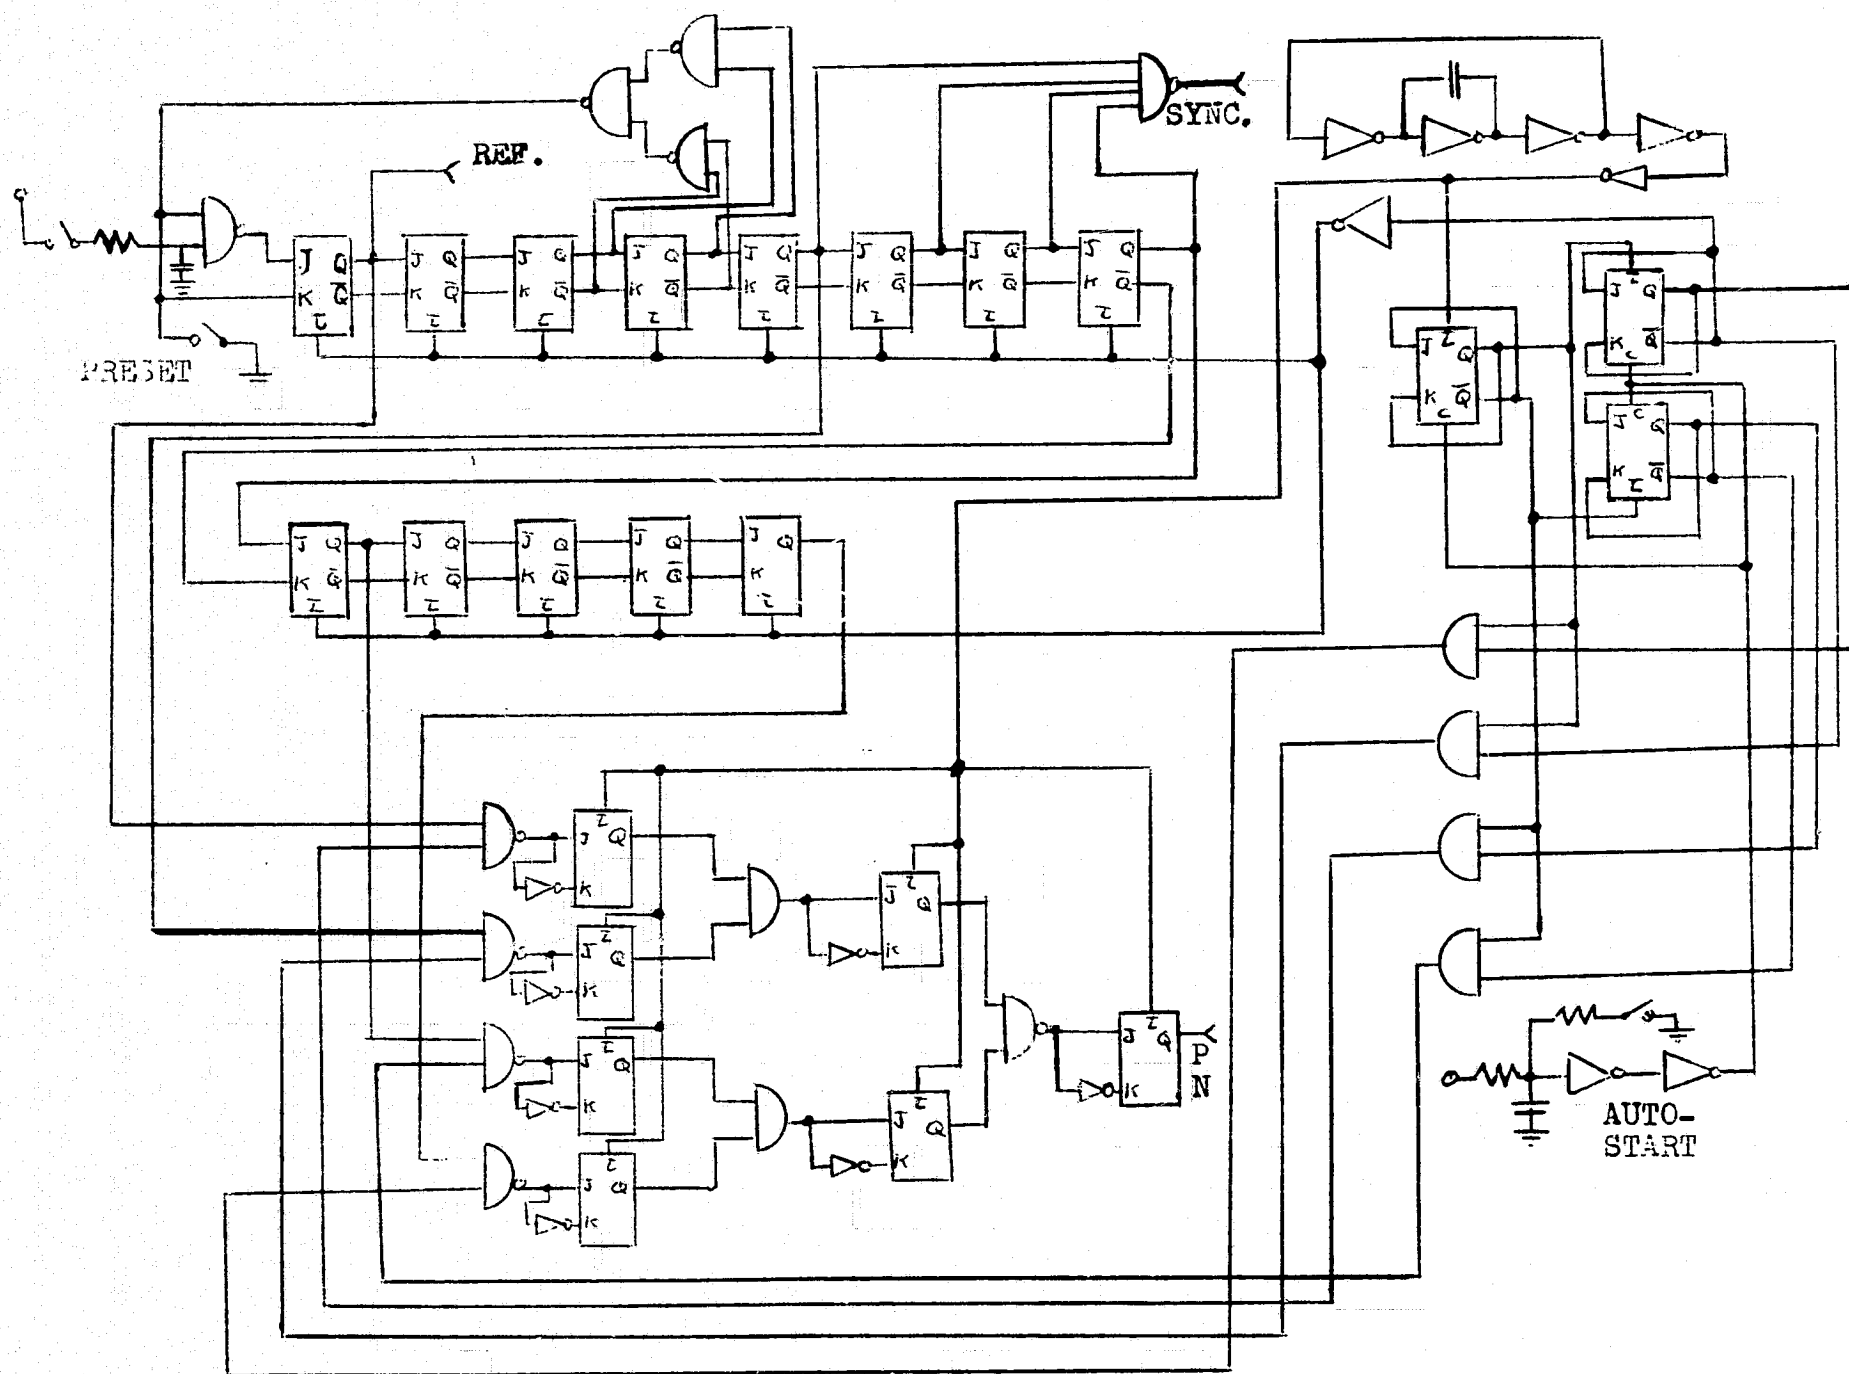 REF.
SYNC.
PRESET
J Q J Q J Q J Q J Q J Q J Q J Q
K Q̅ K Q̅ K Q̅ K Q̅ K Q̅ K Q̅ K Q̅ K Q̅
J Q
K Q̅
C
J Q
K Q̅
C
C
J Q
K Q̅
J Q J Q J Q J Q J Q
K Q̅ K Q̅ K Q̅ K Q̅ K
J Q
K
J Q
K
J Q
K
J Q
K
J Q
K
J Q
K
J Q
K
P
N
AUTO-
START